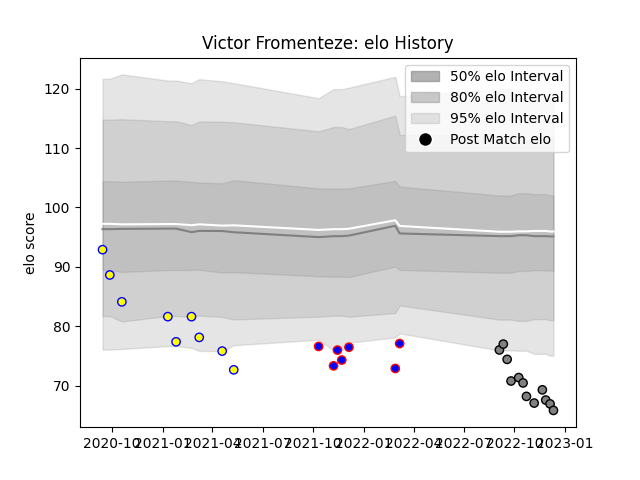 Victor Fromenteze: elo History
50% elo Interval
80% elo Interval
95% elo Interval
Post Match elo
elo score
120
110
100
90
80
70
2020-10 2021-01 2021-04 2021-07 2021-10 2022-01 2022-04 2022-07 2022-10 2023-01